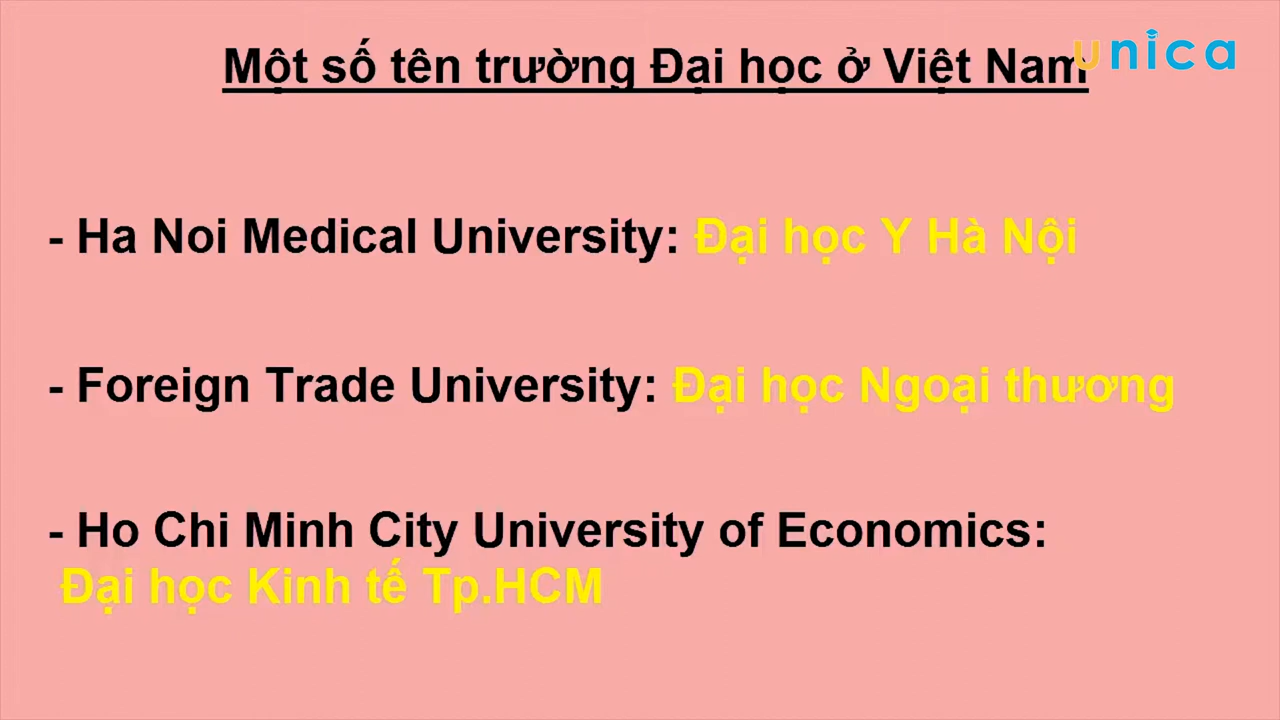 Một số tên trường Đại học ở Việt Nam
unica
- Ha Noi Medical University: Đại học Y Hà Nội
- Foreign Trade University: Đại học Ngoại thương
- Ho Chi Minh City University of Economics:
Đại học Kinh tế Tp.HCM